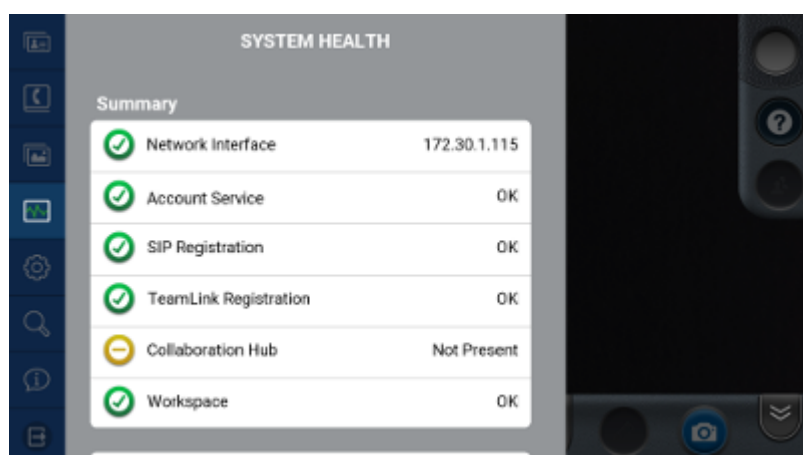 SYSTEM HEALTH
Summary
Network Interface 172.30.1.115
Account Service OK
SIP Registration OK
TeamLink Registration OK
Collaboration Hub Not Present
Workspace OK